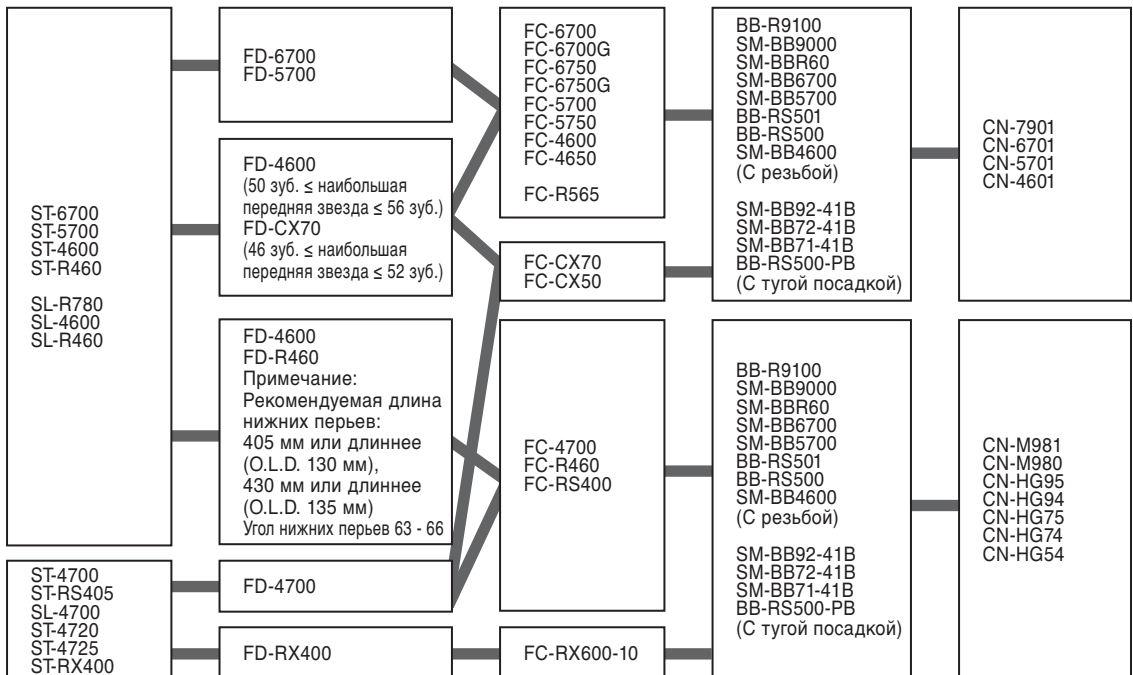 ST-6700
ST-5700
ST-4600
ST-R460
SL-R780
SL-4600
SL-R460
ST-4700
ST-RS405
SL-4700
ST-4720
ST-4725
ST-RX400
FD-6700
FD-5700
FD-4600
(50 зуб. ≤ наибольшая
передняя звезда ≤ 56 зуб.)
FD-CX70
(46 зуб. ≤ наибольшая
передняя звезда ≤ 52 зуб.)
FD-4600
FD-R460
Примечание:
Рекомендуемая длина
нижних перьев:
405 мм или длиннее
(O.L.D. 130 мм),
430 мм или длиннее
(O.L.D. 135 мм)
Угол нижних перьев 63 - 66
FD-4700
FD-RX400
FC-6700
FC-6700G
FC-6750
FC-6750G
FC-5700
FC-5750
FC-4600
FC-4650
FC-R565
FC-CX70
FC-CX50
FC-4700
FC-R460
FC-RS400
FC-RX600-10
BB-R9100
SM-BB9000
SM-BBR60
SM-BB6700
SM-BB5700
BB-RS501
BB-RS500
SM-BB4600
(С резьбой)
SM-BB92-41B
SM-BB72-41B
SM-BB71-41B
BB-RS500-PB
(С тугой посадкой)
BB-R9100
SM-BB9000
SM-BBR60
SM-BB6700
SM-BB5700
BB-RS501
BB-RS500
SM-BB4600
(С резьбой)
SM-BB92-41B
SM-BB72-41B
SM-BB71-41B
BB-RS500-PB
(С тугой посадкой)
CN-7901
CN-6701
CN-5701
CN-4601
CN-M981
CN-M980
CN-HG95
CN-HG94
CN-HG75
CN-HG74
CN-HG54